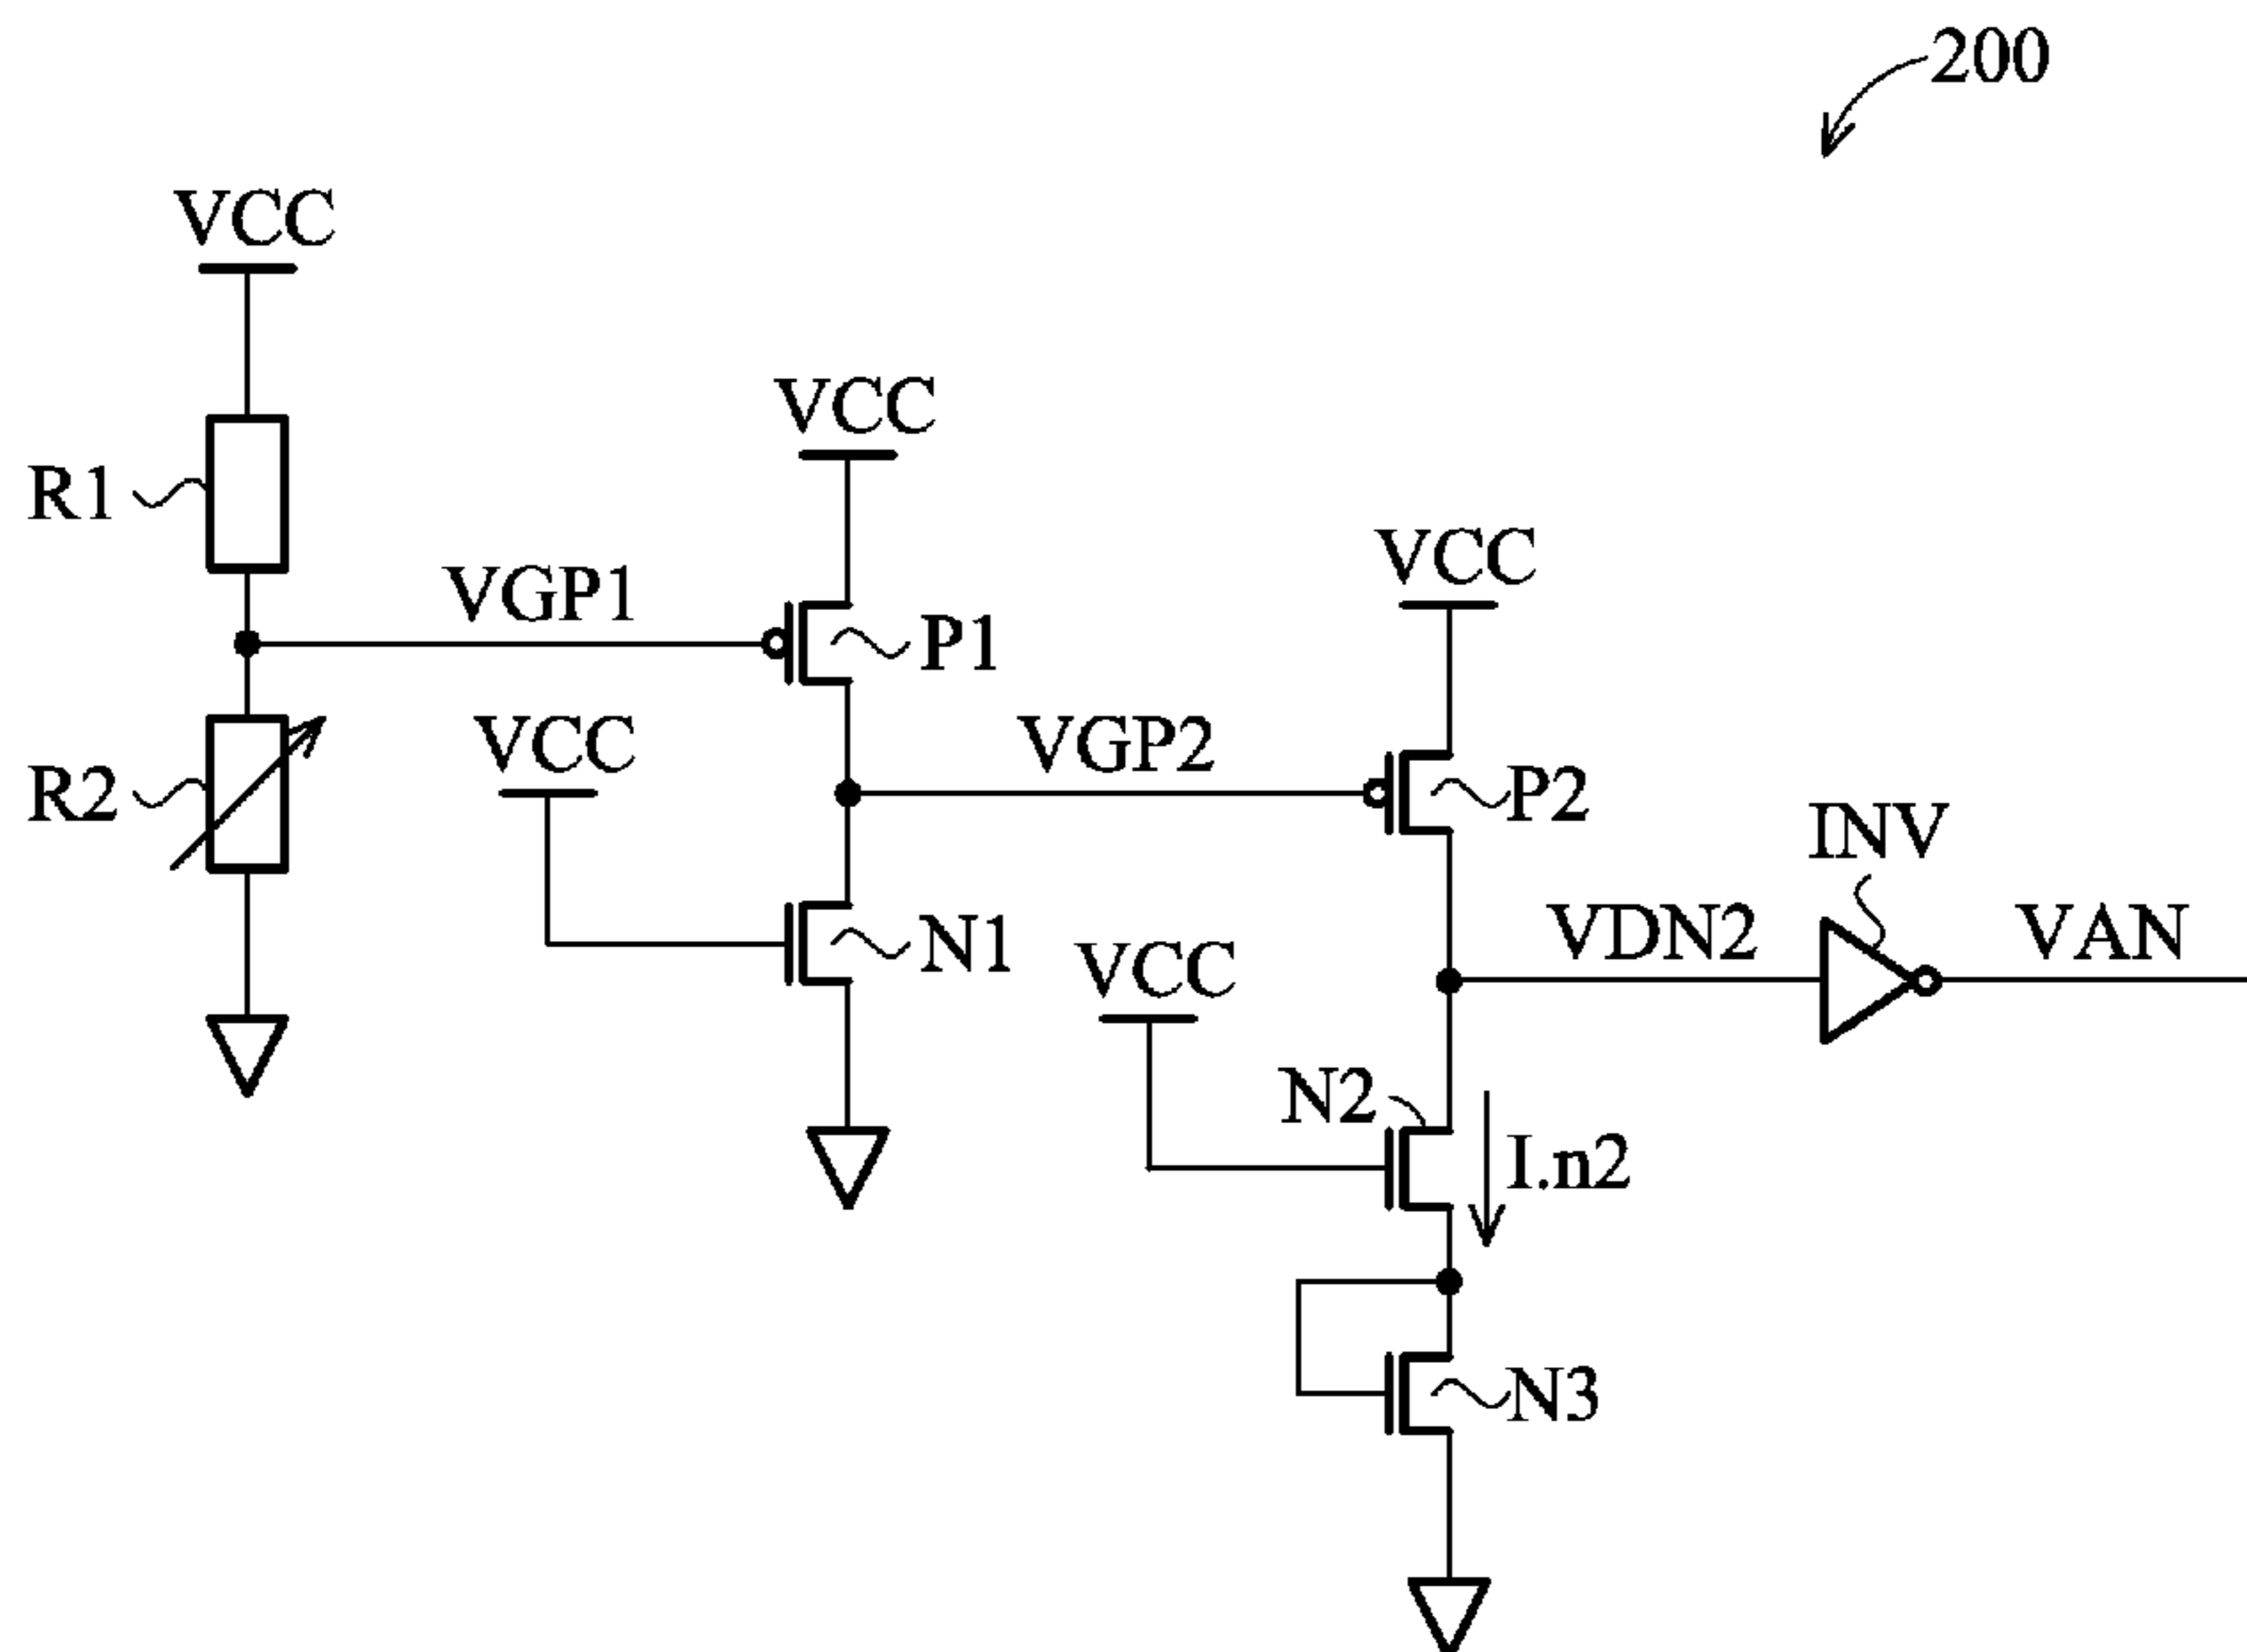 200
VCC
VCC
R1
VCC
VGP1
P1
VCC
VGP2
R2
P2
INV
N1
VCC
VDN2
VAN
N2
I.n2
N3